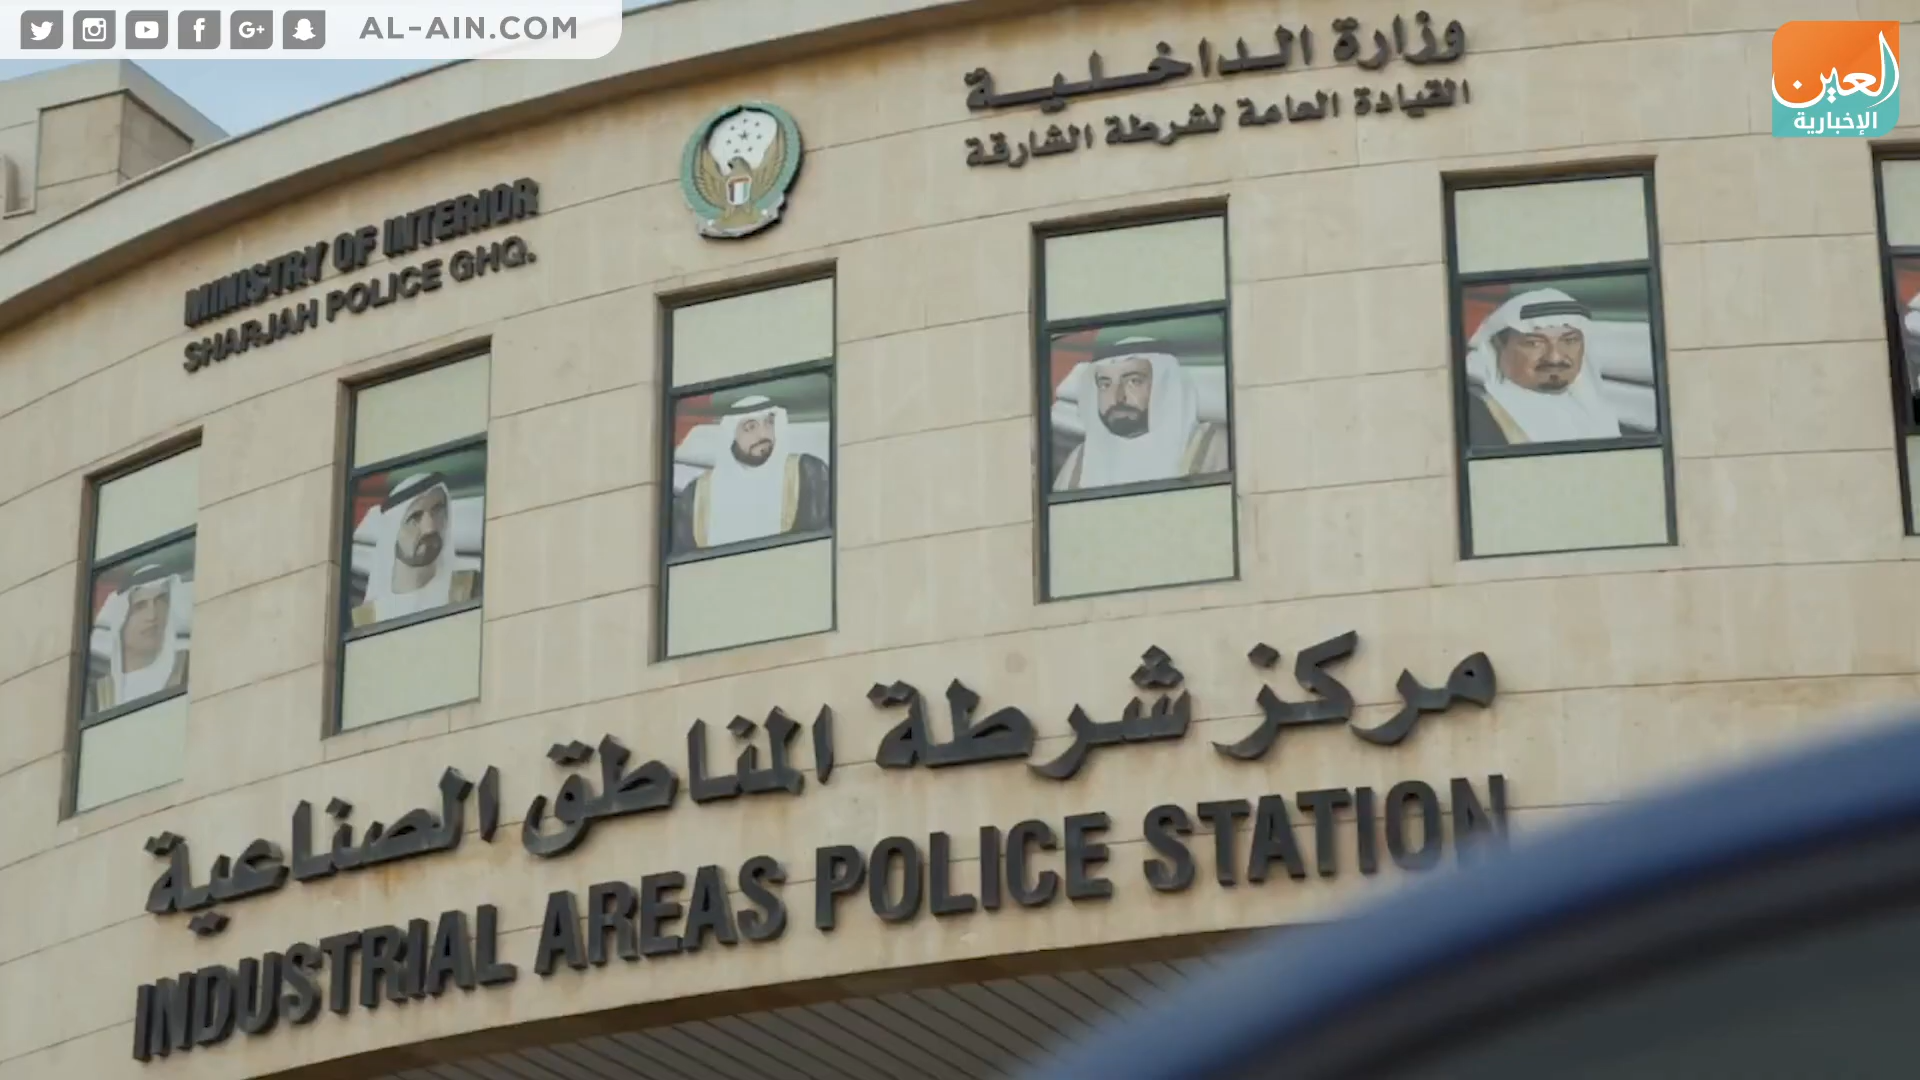 AL-AIN.COM
العين
الإخبارية
وزارة الداخلية
القيادة العامة لشرطة الشارقة
MINISTRY OF INTERIOR
SHARJAH POLICE GHQ.
مركز شرطة المناطق الصناعية
INDUSTRIAL AREAS POLICE STATION